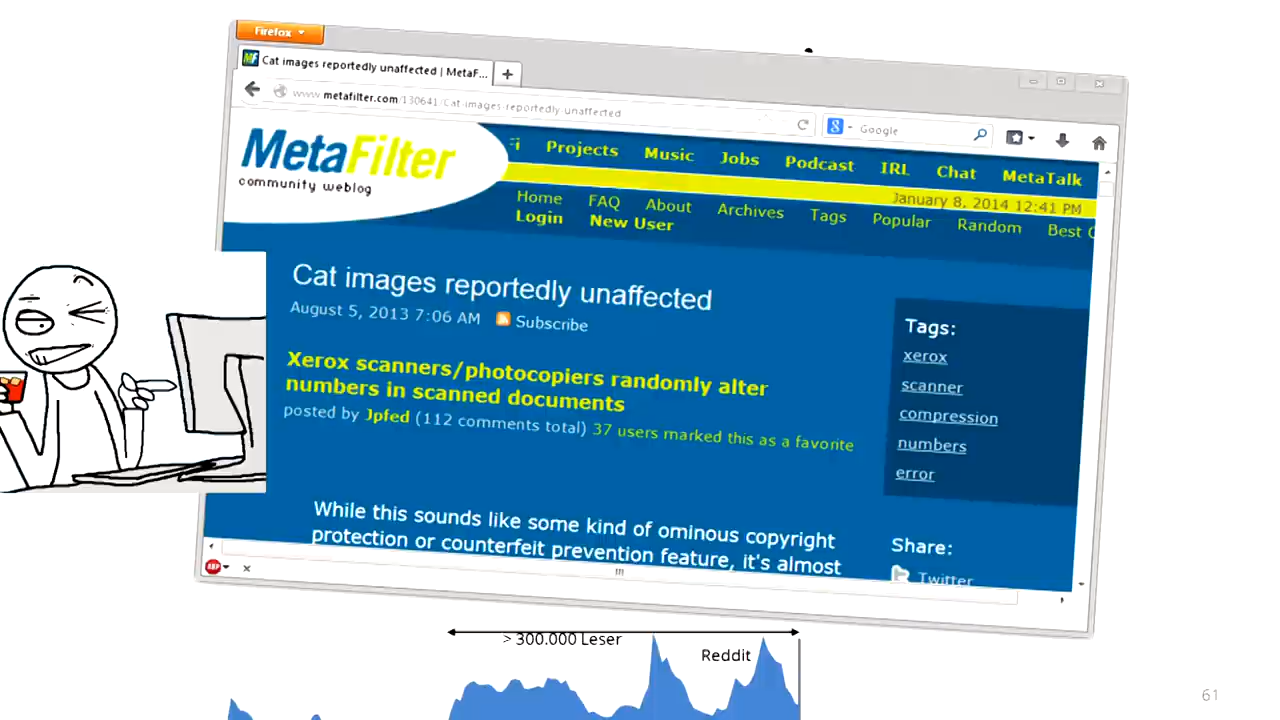 Firefox
Cat images reportedly unaffected | MetaF...
www.metafilter.com/130641/Cat-images-reportedly-unaffected
Google
MetaFilter
community weblog
Projects Music Jobs Podcast IRL Chat MetaTalk
January 8, 2014 12:41 PM
Home FAQ About Archives Tags Popular Random Best
Login New User
Cat images reportedly unaffected
August 5, 2013 7:06 AM Subscribe
Xerox scanners/photocopiers randomly alter
numbers in scanned documents
posted by Jpfed (112 comments total) 37 users marked this as a favorite
While this sounds like some kind of ominous copyright
protection or counterfeit prevention feature, it's almost
Tags:
xerox
scanner
compression
numbers
error
Share:
Twitter
ABP
> 300.000 Leser
Reddit
61